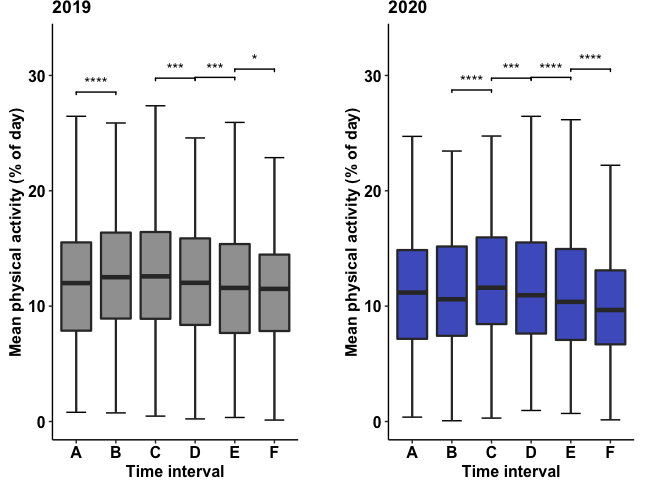 2019
**** *** *** *
Mean physical activity (% of day)
30
20
10
0
A B C D E F
Time interval
2020
**** *** **** ****
Mean physical activity (% of day)
30
20
10
0
A B C D E F
Time interval